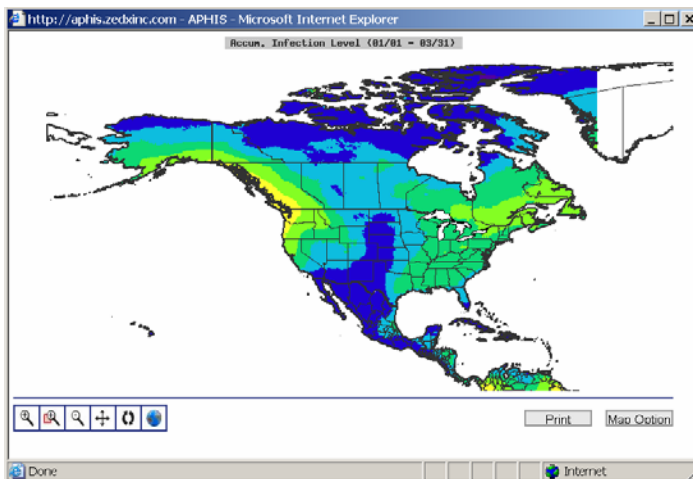 http://aphis.zedxinc.com - APHIS - Microsoft Internet Explorer
Accum. Infection Level (01/01 - 03/31)
Print Map Option
Done Internet